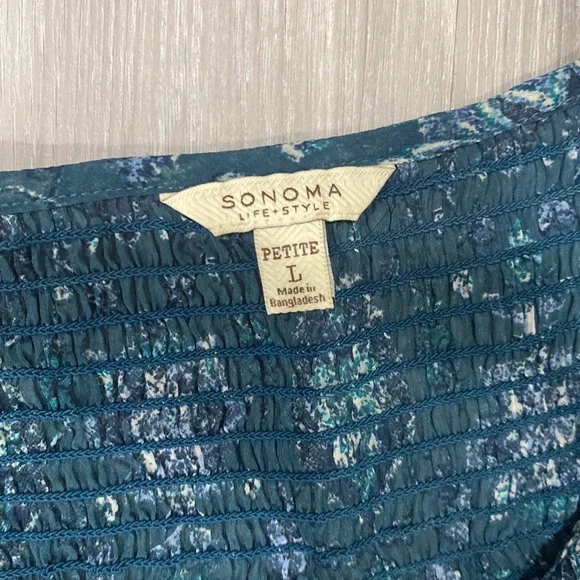 SONOMA
LIFE+STYLE
PETITE
L
Made in
Bangladesh